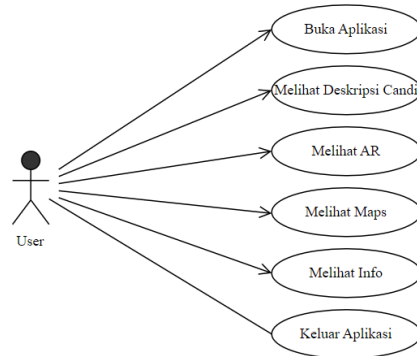 Buka Aplikasi
Melihat Deskripsi Candi
Melihat AR
Melihat Maps
User
Melihat Info
Keluar Aplikasi